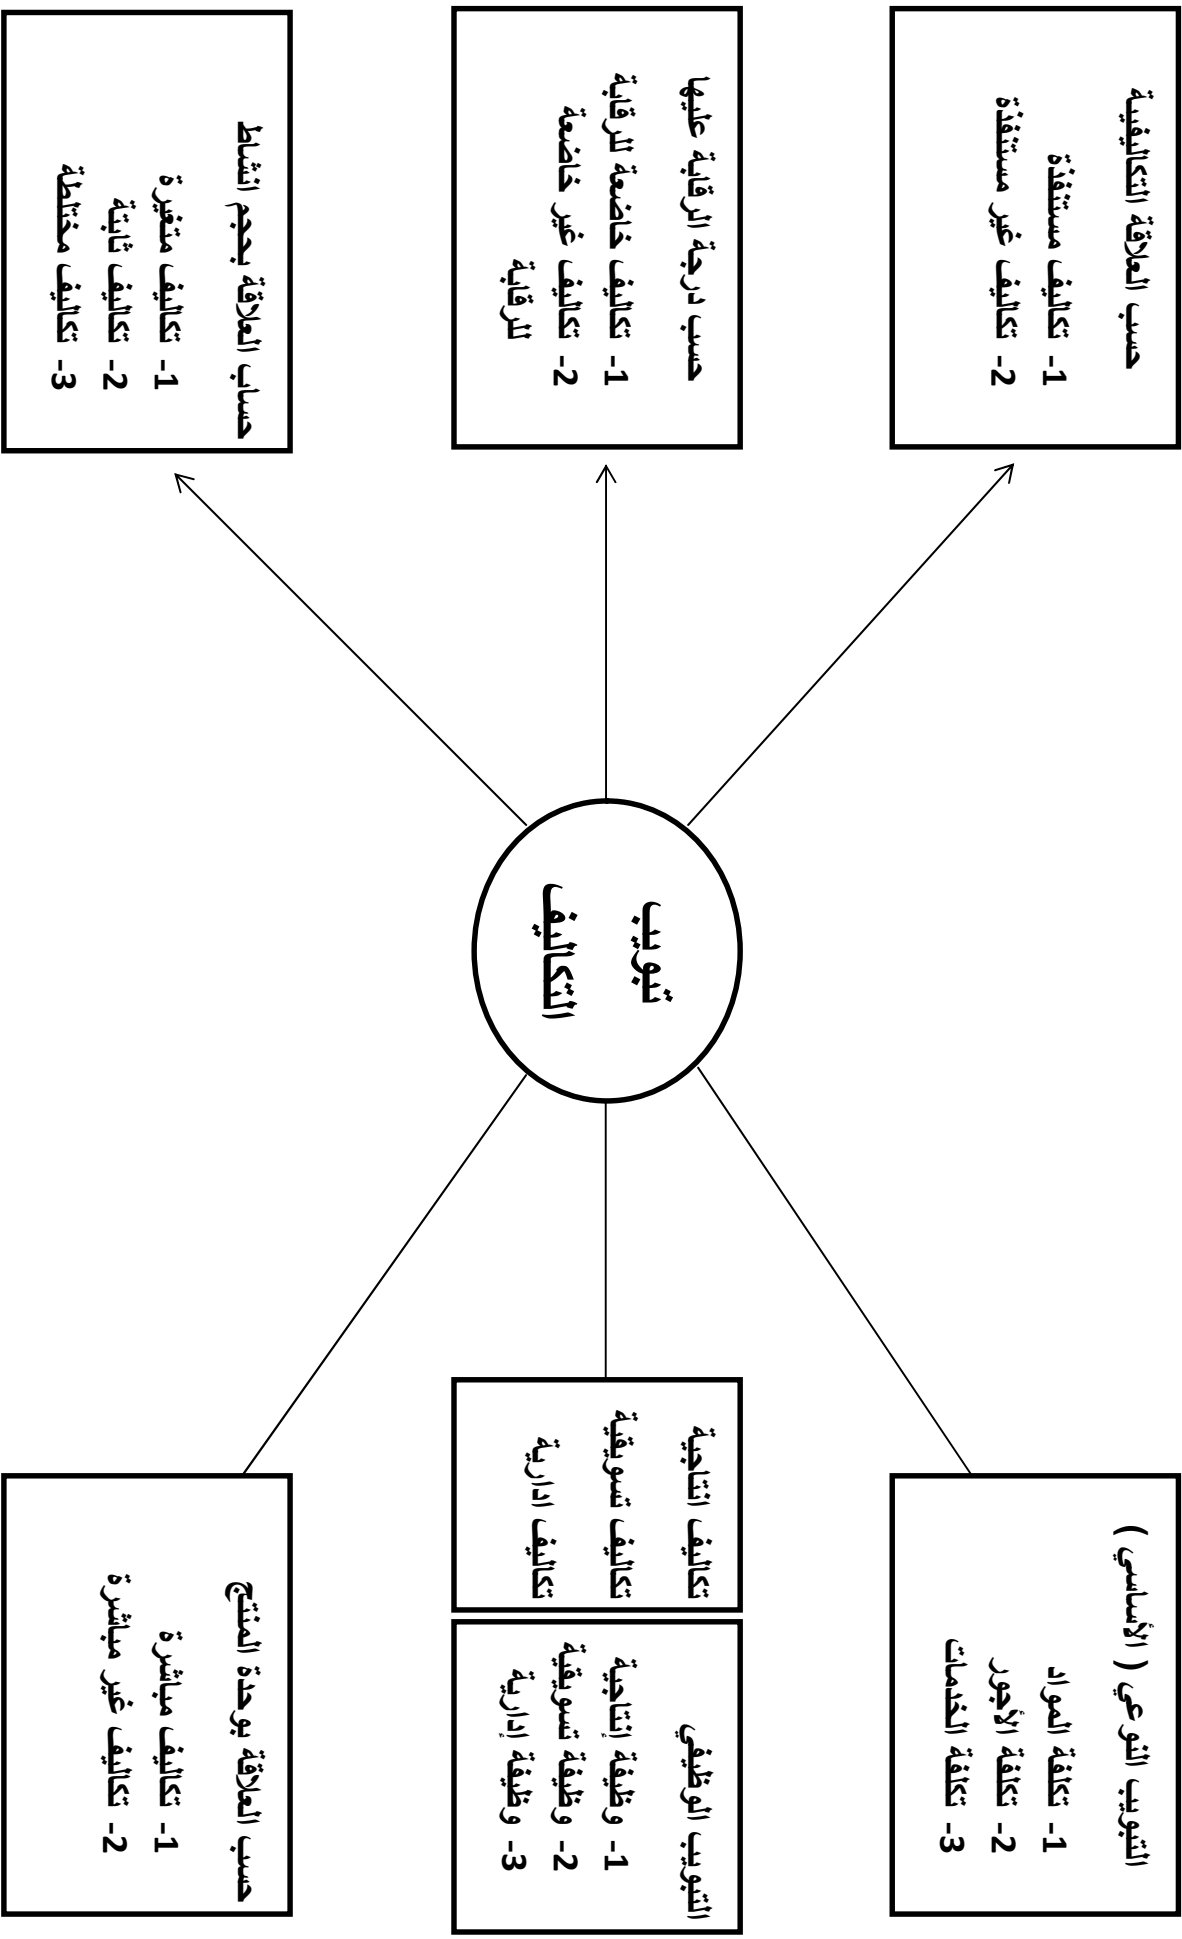 التبويب النوعي ( الأساسي )
1- تكلفة المواد
2- تكلفة الأجور
3- تكلفة الخدمات
حسب العلاقة التكاليفية
1- تكاليف مستنفذة
2- تكاليف غير مستنفذة
التبويب الوظيفي
1- وظيفة إنتاجية
2- وظيفة تسويقية
3- وظيفة إدارية
تكاليف انتاجية
تكاليف تسويقية
تكاليف ادارية
تبويب
التكاليف
حسب درجة الرقابة عليها
1- تكاليف خاضعة للرقابة
2- تكاليف غير خاضعة
للرقابة
حسب العلاقة بوحدة المنتج
1- تكاليف مباشرة
2- تكاليف غير مباشرة
حساب العلاقة بحجم انشاط
1- تكاليف متغيرة
2- تكاليف ثابتة
3- تكاليف مختلطة